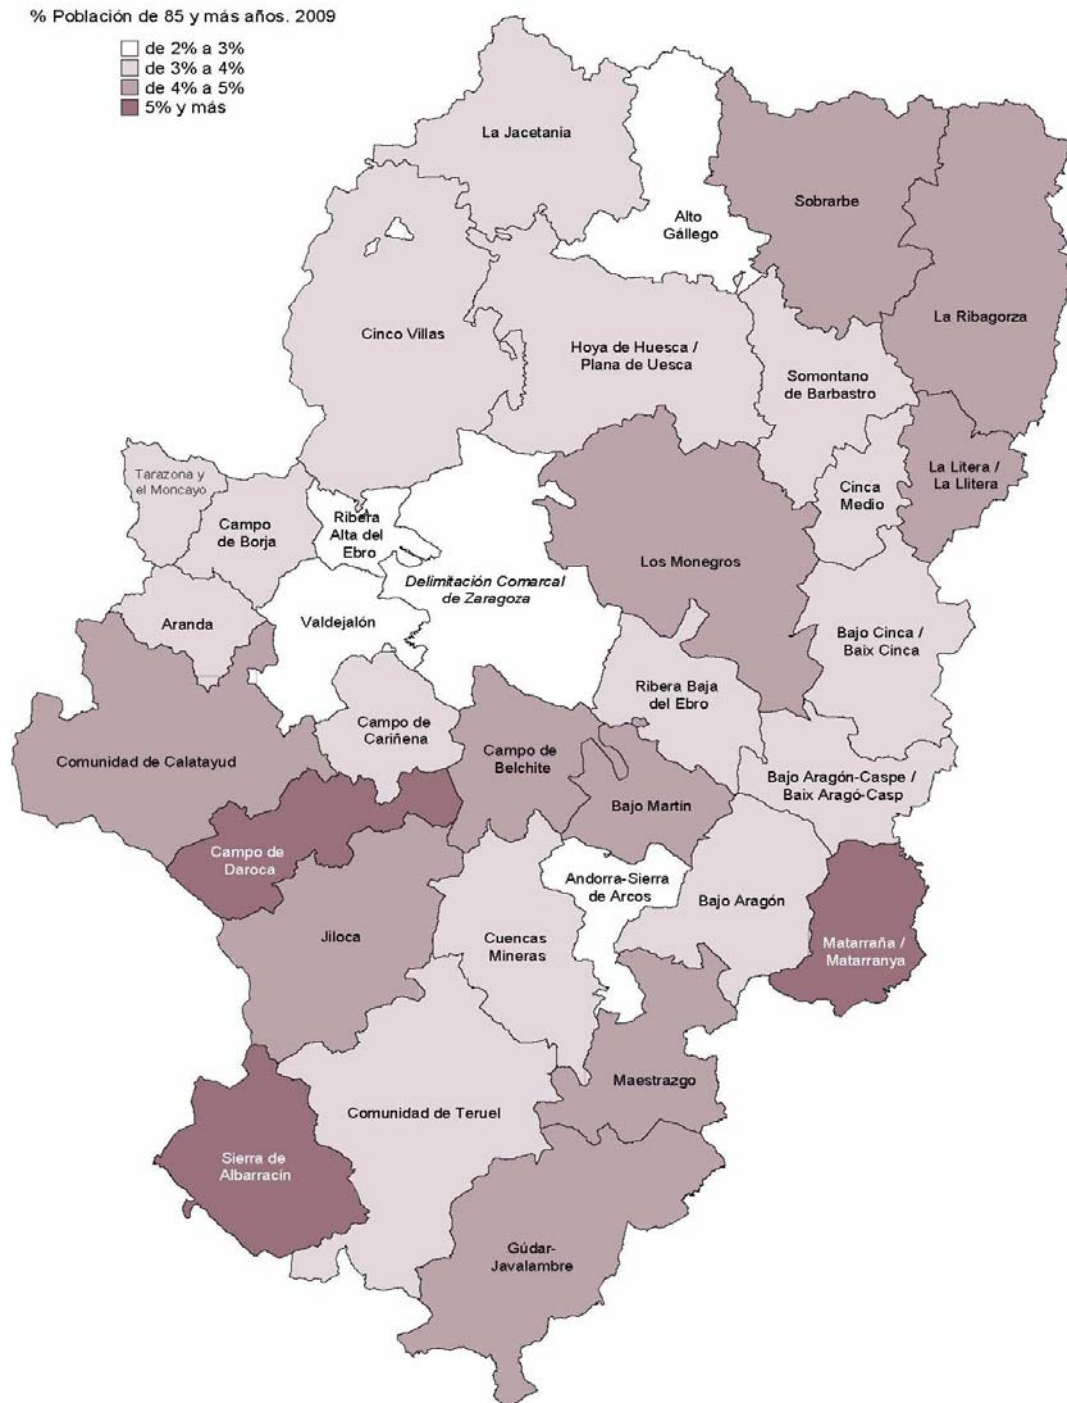 % Población de 85 y más años. 2009
de 2% a 3%
de 3% a 4%
de 4% a 5%
5% y más
La Jacetania
Alto
Gállego
Sobrarbe
La Ribagorza
Cinco Villas
Hoya de Huesca /
Plana de Uesca
Somontano
de Barbastro
Tarazona y
el Moncayo
Campo
de Borja
Ribera
Alta del
Ebro
Cinca
Medio
La Litera /
La Llitera
Los Monegros
Delimitación Comarcal
de Zaragoza
Aranda
Valdejalón
Bajo Cinca /
Baix Cinca
Ribera Baja
del Ebro
Campo de
Cariñena
Comunidad de Calatayud
Campo de
Belchite
Bajo Aragón-Caspe /
Baix Aragó-Casp
Bajo Martín
Campo de
Daroca
Andorra-Sierra
de Arcos
Bajo Aragón
Jiloca
Cuencas
Mineras
Matarraña /
Matarranya
Maestrazgo
Comunidad de Teruel
Sierra de
Albarracín
Gúdar-
Javalambre